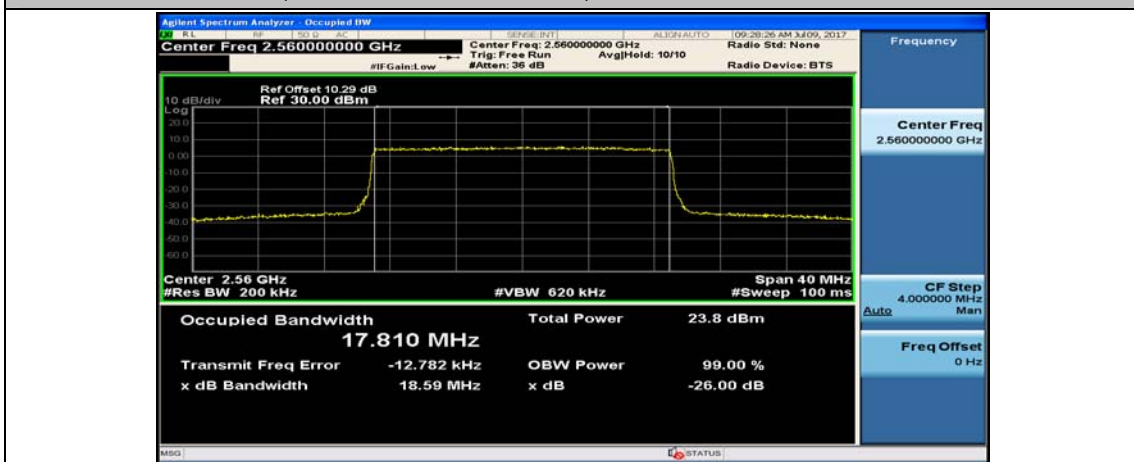 Agilent Spectrum Analyzer - Occupied BW
RL RF 50 Ω AC SENSE:INT ALIGN AUTO 09:28:26 AM Jul 09, 2017
Center Freq 2.560000000 GHz
Center Freq: 2.560000000 GHz
Radio Std: None
Trig: Free Run Avg|Hold: 10/10
#IFGain:Low #Atten: 36 dB Radio Device: BTS
Ref Offset 10.29 dB
10 dB/div Ref 30.00 dBm
Log
20.0
10.0
0.00
-10.0
-20.0
-30.0
-40.0
-50.0
-60.0
Center 2.56 GHz Span 40 MHz
#Res BW 200 kHz #VBW 620 kHz #Sweep 100 ms
Occupied Bandwidth Total Power 23.8 dBm
17.810 MHz
Transmit Freq Error -12.782 kHz OBW Power 99.00 %
x dB Bandwidth 18.59 MHz x dB -26.00 dB
MSG STATUS
Frequency
Center Freq
2.560000000 GHz
CF Step
4.000000 MHz
Auto Man
Freq Offset
0 Hz